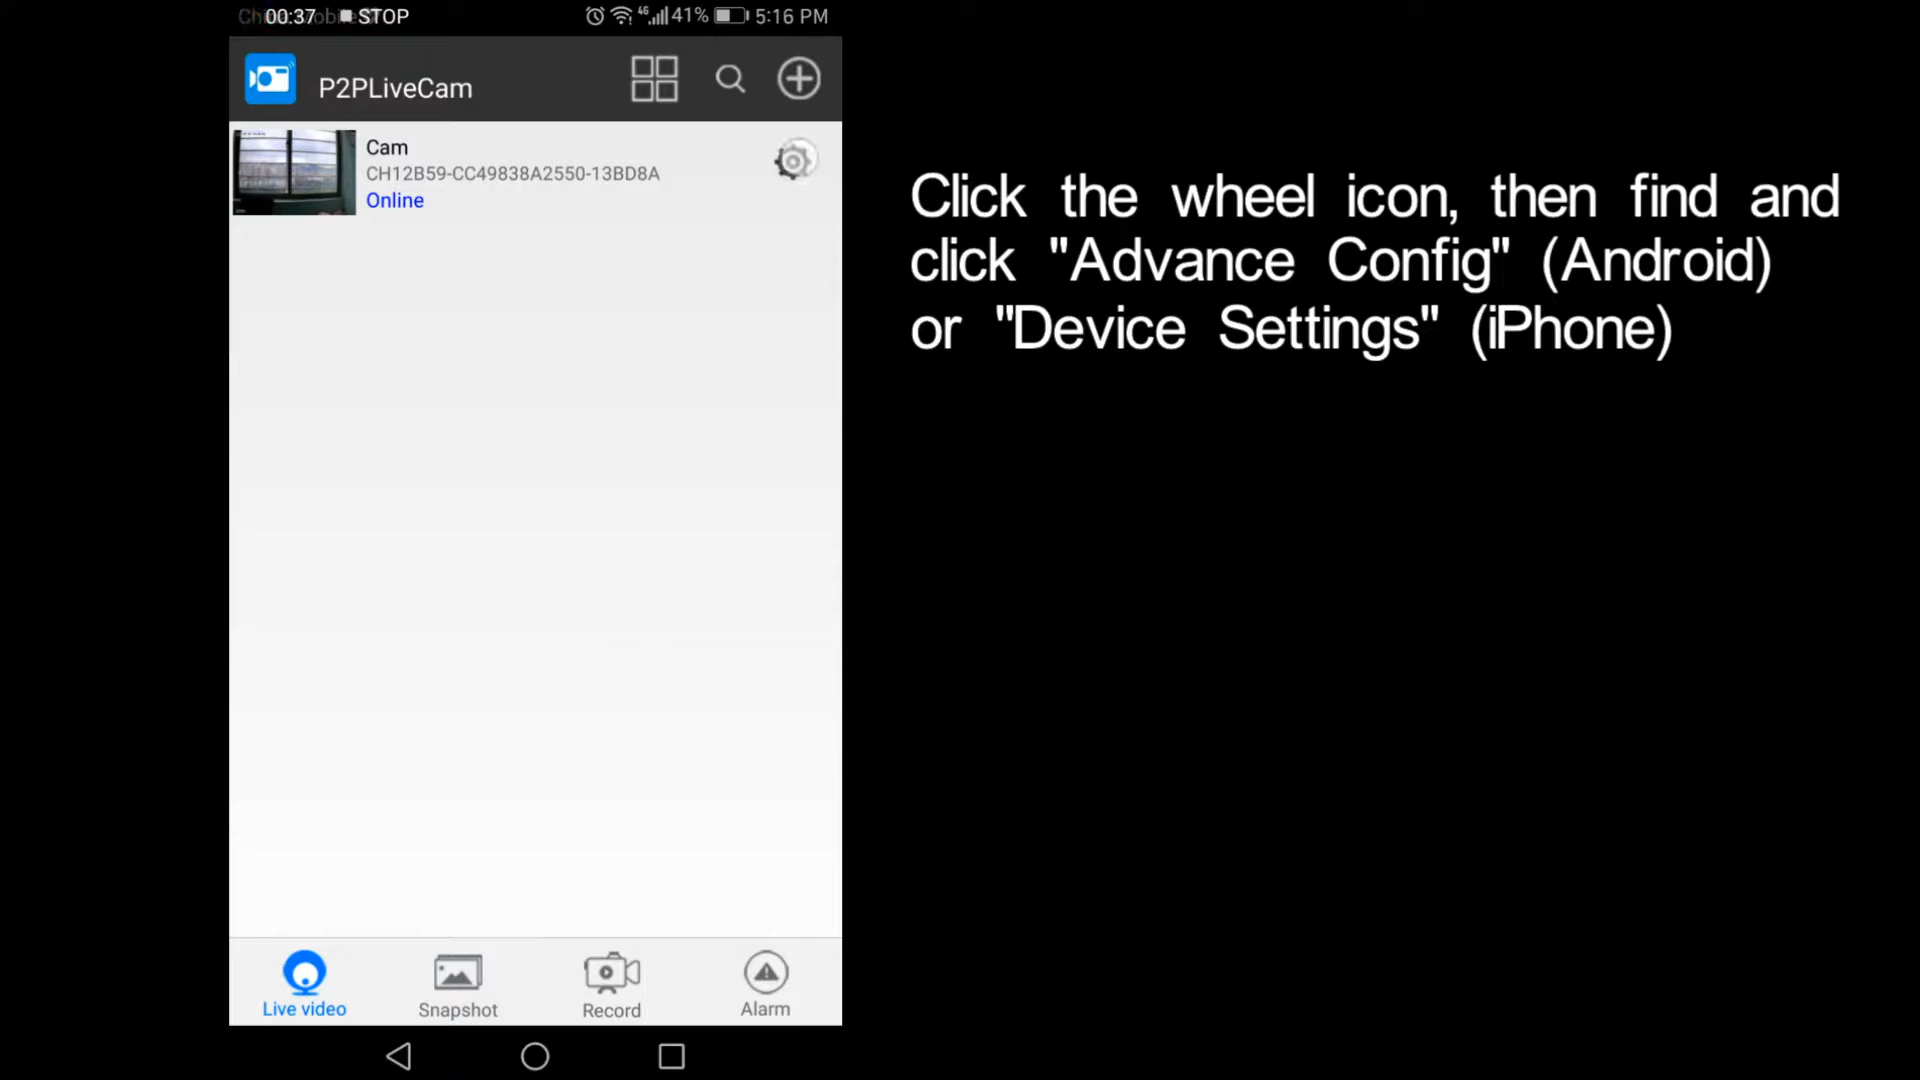 00:37 STOP 4G 41% 5:16 PM
P2PLiveCam
Cam
CH12B59-CC49838A2550-13BD8A
Online
Click the wheel icon, then find and
click "Advance Config" (Android)
or "Device Settings" (iPhone)
Live video Snapshot Record Alarm